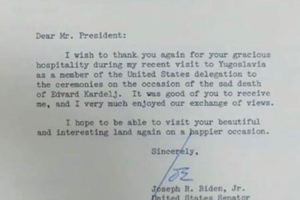 Dear Mr. President:
I wish to thank you again for your gracious
hospitality during my recent visit to Yugoslavia
as a member of the United States delegation to
the ceremonies on the occasion of the sad death
of Edvard Kardelj. It was good of you to receive
me, and I very much enjoyed our exchange of views.
I hope to be able to visit your beautiful
and interesting land again on a happier occasion.
Sincerely,
Joseph R. Biden, Jr.
United States Senator